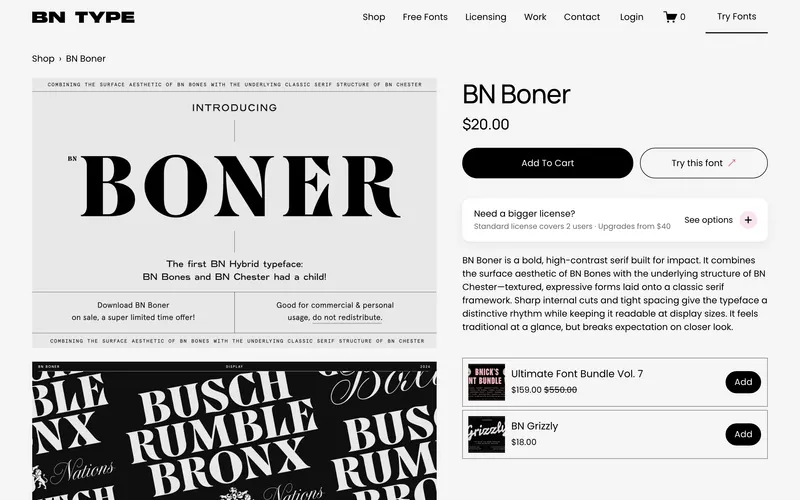 BN TYPE
Shop Free Fonts Licensing Work Contact Login 0 Try Fonts
Shop › BN Boner
COMBINING THE SURFACE AESTHETIC OF BN BONES WITH THE UNDERLYING CLASSIC SERIF STRUCTURE OF BN CHESTER
INTRODUCING
BN BONER
The first BN Hybrid typeface:
BN Bones and BN Chester had a child!
Download BN Boner
on sale, a super limited time offer!
Good for commercial & personal
usage, do not redistribute.
COMBINING THE SURFACE AESTHETIC OF BN BONES WITH THE UNDERLYING CLASSIC SERIF STRUCTURE OF BN CHESTER
BN BONER DISPLAY 2026
BUSCH
RUMBLE
BRONX
Nations
BN Boner
$20.00
Add To Cart
Try this font
Need a bigger license?
Standard license covers 2 users · Upgrades from $40
See options
BN Boner is a bold, high-contrast serif built for impact. It combines
the surface aesthetic of BN Bones with the underlying structure of BN
Chester—textured, expressive forms laid onto a classic serif
framework. Sharp internal cuts and tight spacing give the typeface a
distinctive rhythm while keeping it readable at display sizes. It feels
traditional at a glance, but breaks expectation on closer look.
Ultimate Font Bundle Vol. 7
$159.00 $550.00
Add
BN Grizzly
$18.00
Add